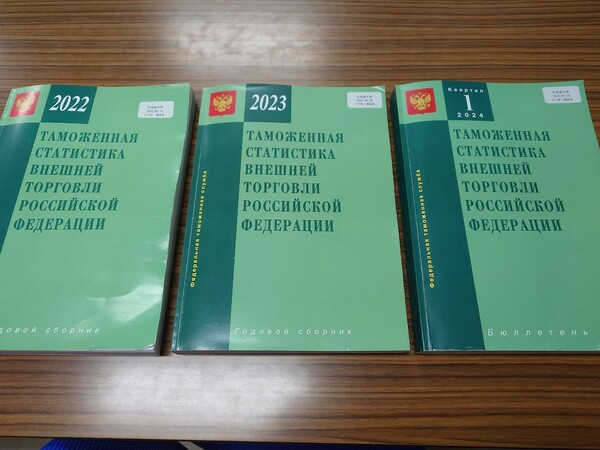 2022
ТАМОЖЕННАЯ
СТАТИСТИКА
ВНЕШНЕЙ
ТОРГОВЛИ
РОССИЙСКОЙ
ФЕДЕРАЦИИ
одовой сборник
2023
ТАМОЖЕННАЯ
СТАТИСТИКА
ВНЕШНЕЙ
ТОРГОВЛИ
РОССИЙСКОЙ
ФЕДЕРАЦИИ
Федеральная таможенная служба
Годовой сборник
Квартал
1
2024
ТАМОЖЕННАЯ
СТАТИСТИКА
ВНЕШНЕЙ
ТОРГОВЛИ
РОССИЙСКОЙ
ФЕДЕРАЦИИ
Федеральная таможенная служба
Бюллетень